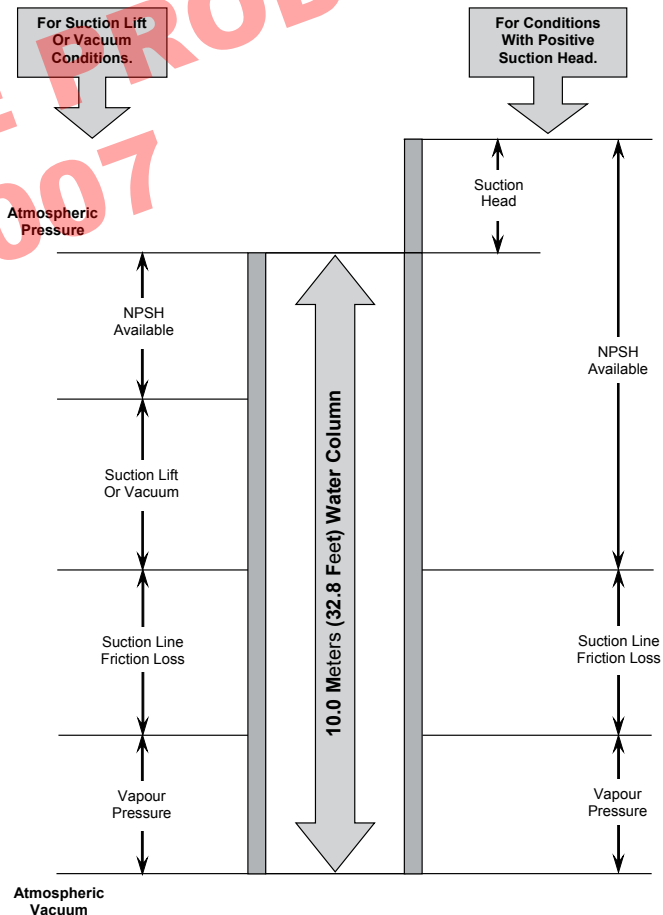 For Suction Lift
Or Vacuum
Conditions.
For Conditions
With Positive
Suction Head.
PROD
007
Atmospheric
Pressure
Suction
Head
NPSH
Available
NPSH
Available
Suction Lift
Or Vacuum
10.0 Meters (32.8 Feet) Water Column
Suction Line
Friction Loss
Suction Line
Friction Loss
Vapour
Pressure
Vapour
Pressure
Atmospheric
Vacuum